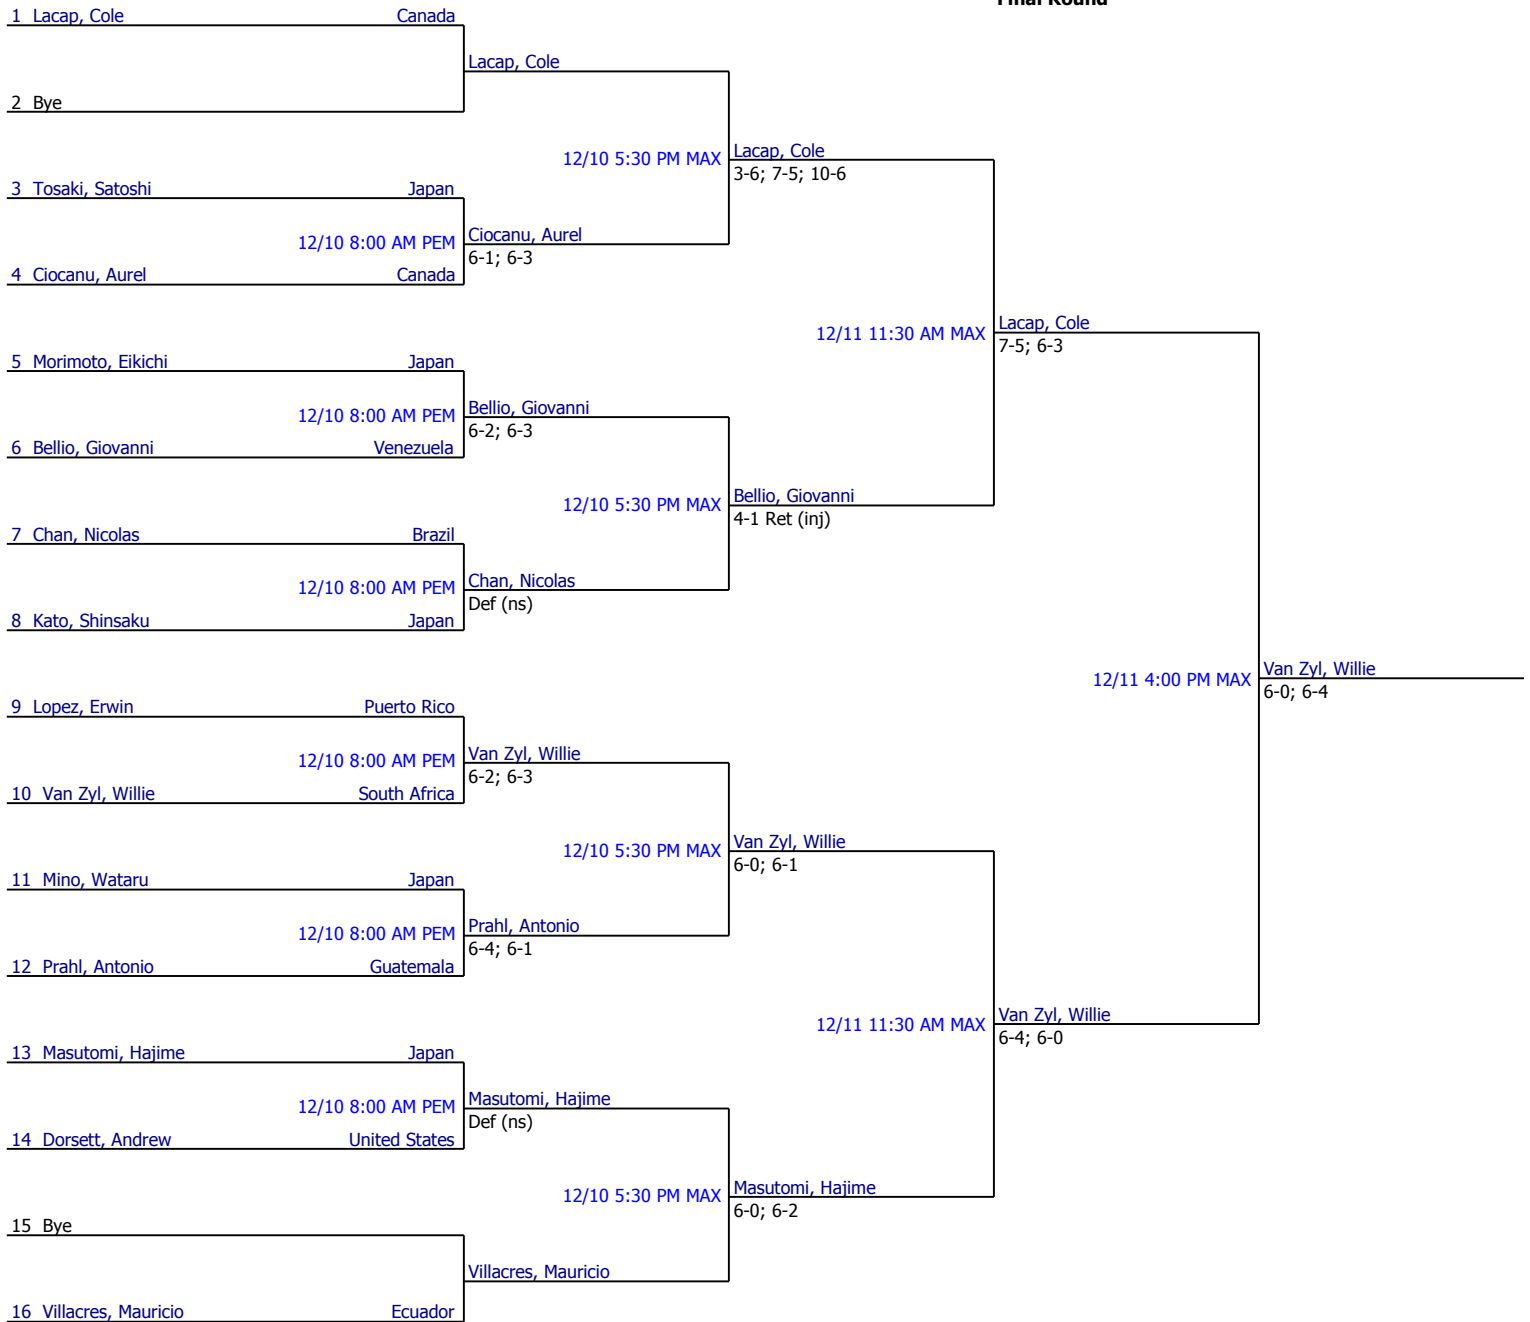 Final Round
1 Lacap, Cole Canada
Lacap, Cole
2 Bye
12/10 5:30 PM MAX Lacap, Cole
3-6; 7-5; 10-6
3 Tosaki, Satoshi Japan
12/10 8:00 AM PEM Ciocanu, Aurel
6-1; 6-3
4 Ciocanu, Aurel Canada
12/11 11:30 AM MAX Lacap, Cole
7-5; 6-3
5 Morimoto, Eikichi Japan
12/10 8:00 AM PEM Bellio, Giovanni
6-2; 6-3
6 Bellio, Giovanni Venezuela
12/10 5:30 PM MAX Bellio, Giovanni
4-1 Ret (inj)
7 Chan, Nicolas Brazil
12/10 8:00 AM PEM Chan, Nicolas
Def (ns)
8 Kato, Shinsaku Japan
12/11 4:00 PM MAX Van Zyl, Willie
6-0; 6-4
9 Lopez, Erwin Puerto Rico
12/10 8:00 AM PEM Van Zyl, Willie
6-2; 6-3
10 Van Zyl, Willie South Africa
12/10 5:30 PM MAX Van Zyl, Willie
6-0; 6-1
11 Mino, Wataru Japan
12/10 8:00 AM PEM Prahl, Antonio
6-4; 6-1
12 Prahl, Antonio Guatemala
12/11 11:30 AM MAX Van Zyl, Willie
6-4; 6-0
13 Masutomi, Hajime Japan
12/10 8:00 AM PEM Masutomi, Hajime
Def (ns)
14 Dorsett, Andrew United States
12/10 5:30 PM MAX Masutomi, Hajime
6-0; 6-2
15 Bye
Villacres, Mauricio
16 Villacres, Mauricio Ecuador